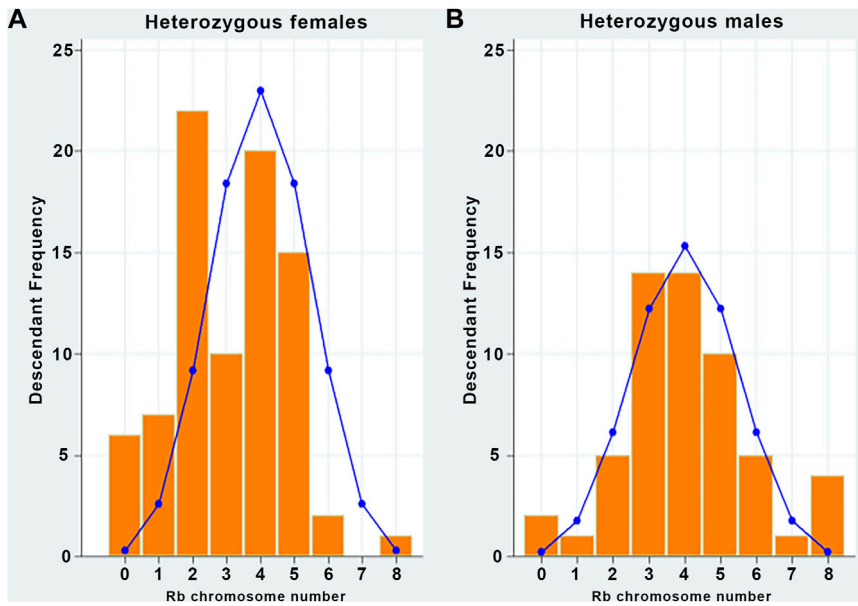 A
Heterozygous females
25
20
15
10
5
0
Descendant Frequency
0 1 2 3 4 5 6 7 8
Rb chromosome number
B
Heterozygous males
25
20
15
10
5
0
Descendant Frequency
0 1 2 3 4 5 6 7 8
Rb chromosome number